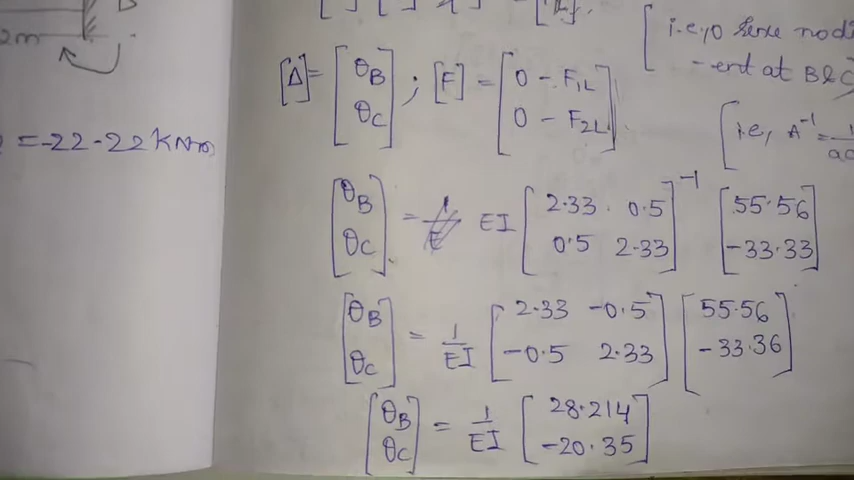 2m
= -22.22 KNm
i.e., 0
at B & C
[Δ] = [θB θC] ; [F] = [0 - F1L 0 - F2L]
i.e, A⁻¹ = 1
[θB θC] = EI [2.33 0.5 0.5 2.33]⁻¹ [55.56 -33.33]
[θB θC] = 1/EI [2.33 -0.5 -0.5 2.33] [55.56 -33.36]
[θB θC] = 1/EI [28.214 -20.35]